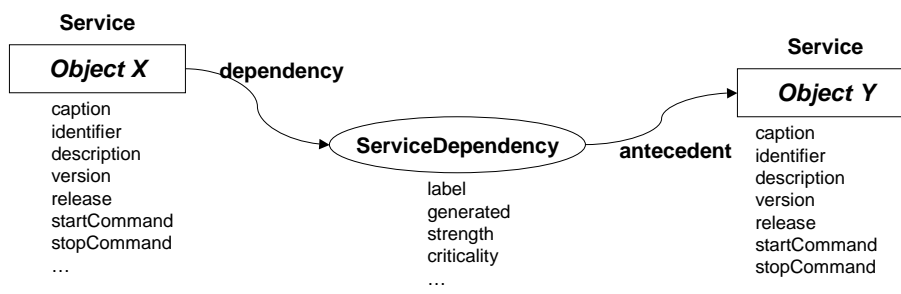 Service
Object X
caption
identifier
description
version
release
startCommand
stopCommand
…
dependency
ServiceDependency
label
generated
strength
criticality
…
antecedent
Service
Object Y
caption
identifier
description
version
release
startCommand
stopCommand